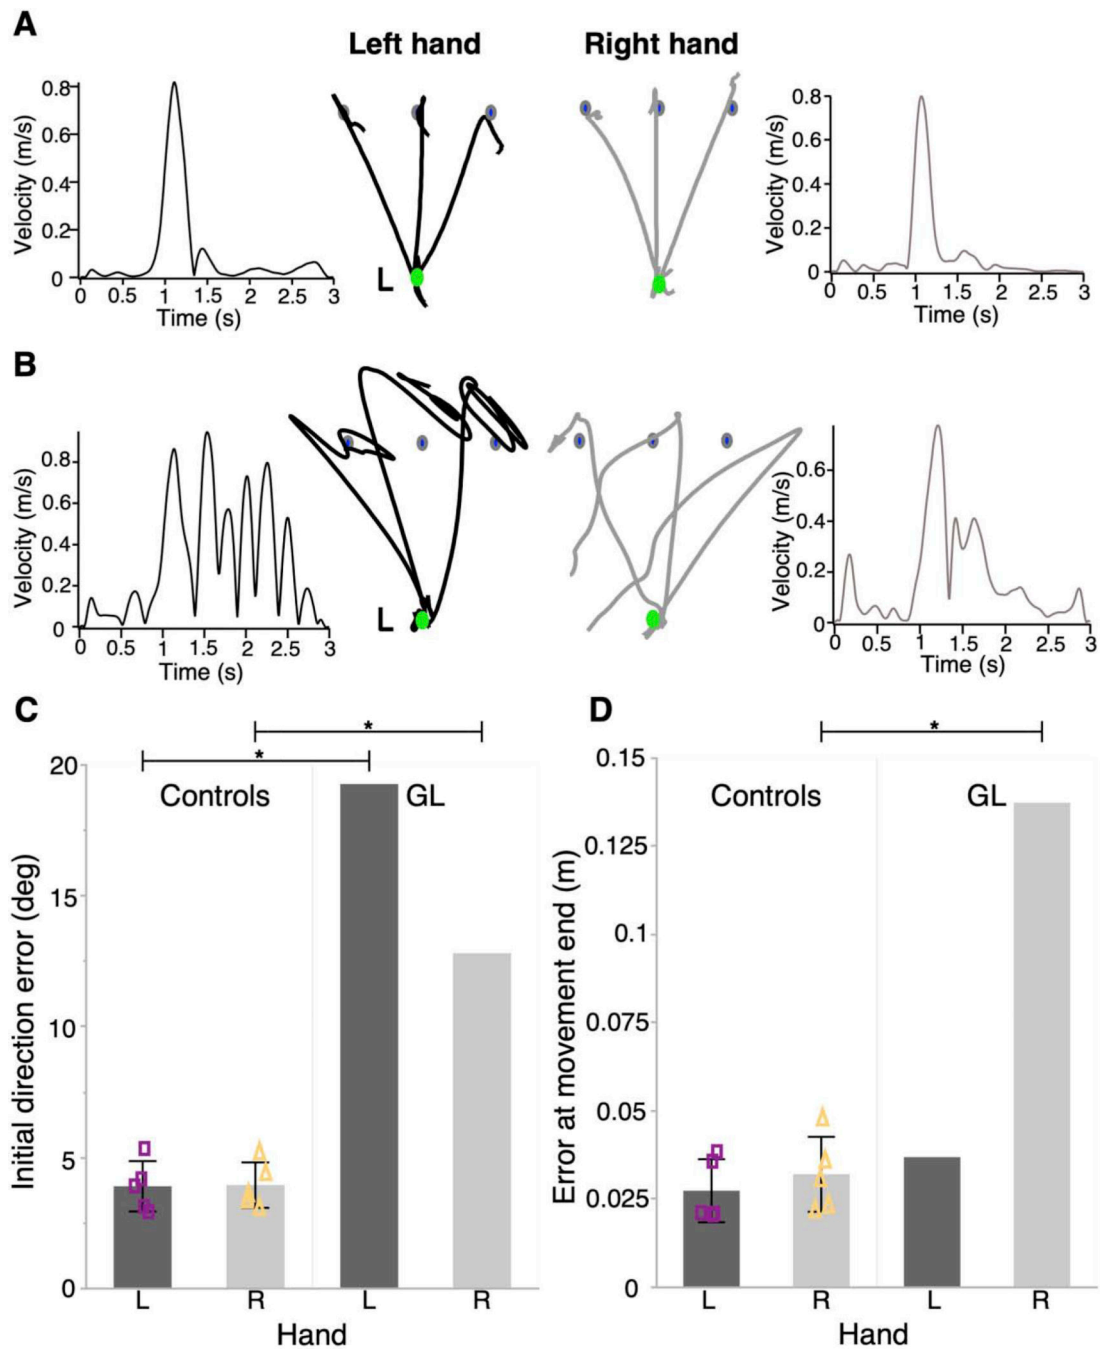 A
Left hand
Right hand
Velocity (m/s)
0.8
0.6
0.4
0.2
0
0 0.5 1 1.5 2 2.5 3
Time (s)
L
Velocity (m/s)
0.8
0.6
0.4
0.2
0
0 0.5 1 1.5 2 2.5 3
Time (s)
B
Velocity (m/s)
0.8
0.6
0.4
0.2
0
0 0.5 1 1.5 2 2.5 3
Time (s)
L
Velocity (m/s)
0.6
0.4
0.2
0
0 0.5 1 1.5 2 2.5 3
Time (s)
C
*
*
Controls
GL
Initial direction error (deg)
20
15
10
5
0
L R L R
Hand
D
*
Controls
GL
Error at movement end (m)
0.15
0.125
0.1
0.075
0.05
0.025
0
L R L R
Hand